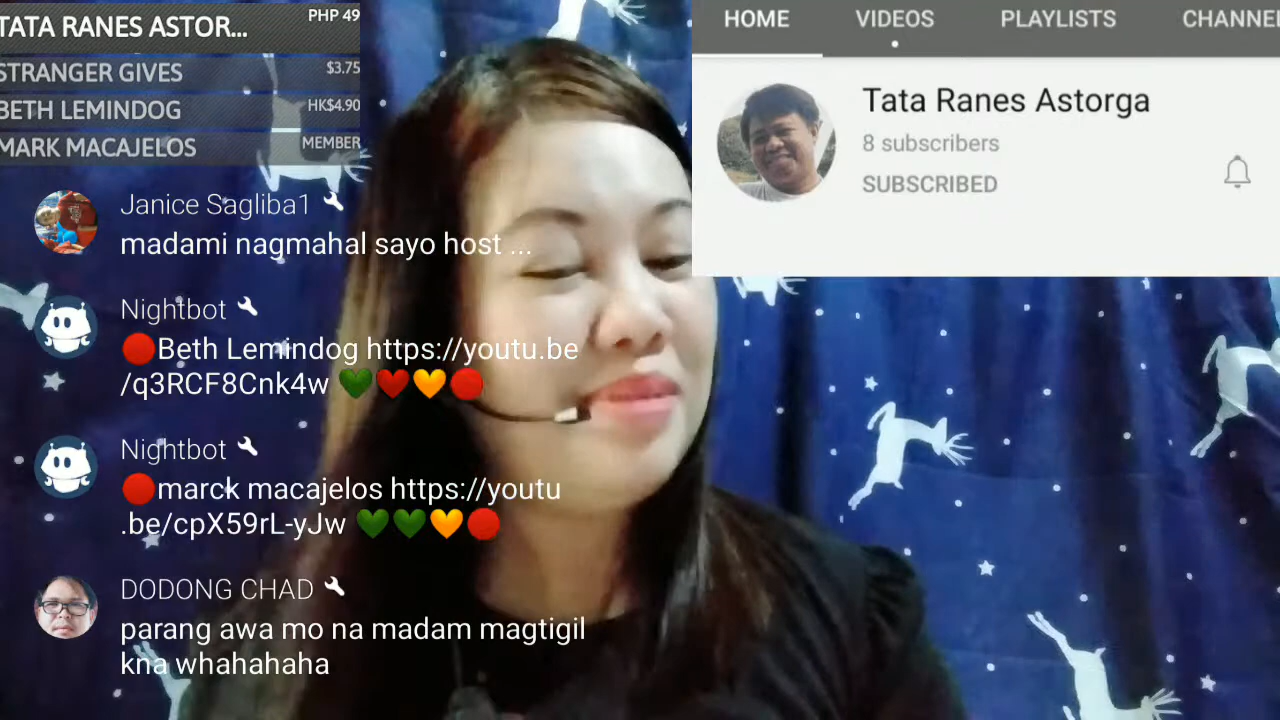 TATA RANES ASTOR... PHP 49
STRANGER GIVES $3.75
BETH LEMINDOG HK$4.90
MARK MACAJELOS MEMBER
HOME VIDEOS PLAYLISTS CHANNEL
Tata Ranes Astorga
8 subscribers
SUBSCRIBED
Janice Sagliba1
madami nagmahal sayo host ...
Nightbot
🔴Beth Lemindog https://youtu.be
/q3RCF8Cnk4w 💚❤️🧡🔴
Nightbot
🔴marck macajelos https://youtu
.be/cpX59rL-yJw 💚💚🧡🔴
DODONG CHAD
parang awa mo na madam magtigil
kna whahahaha